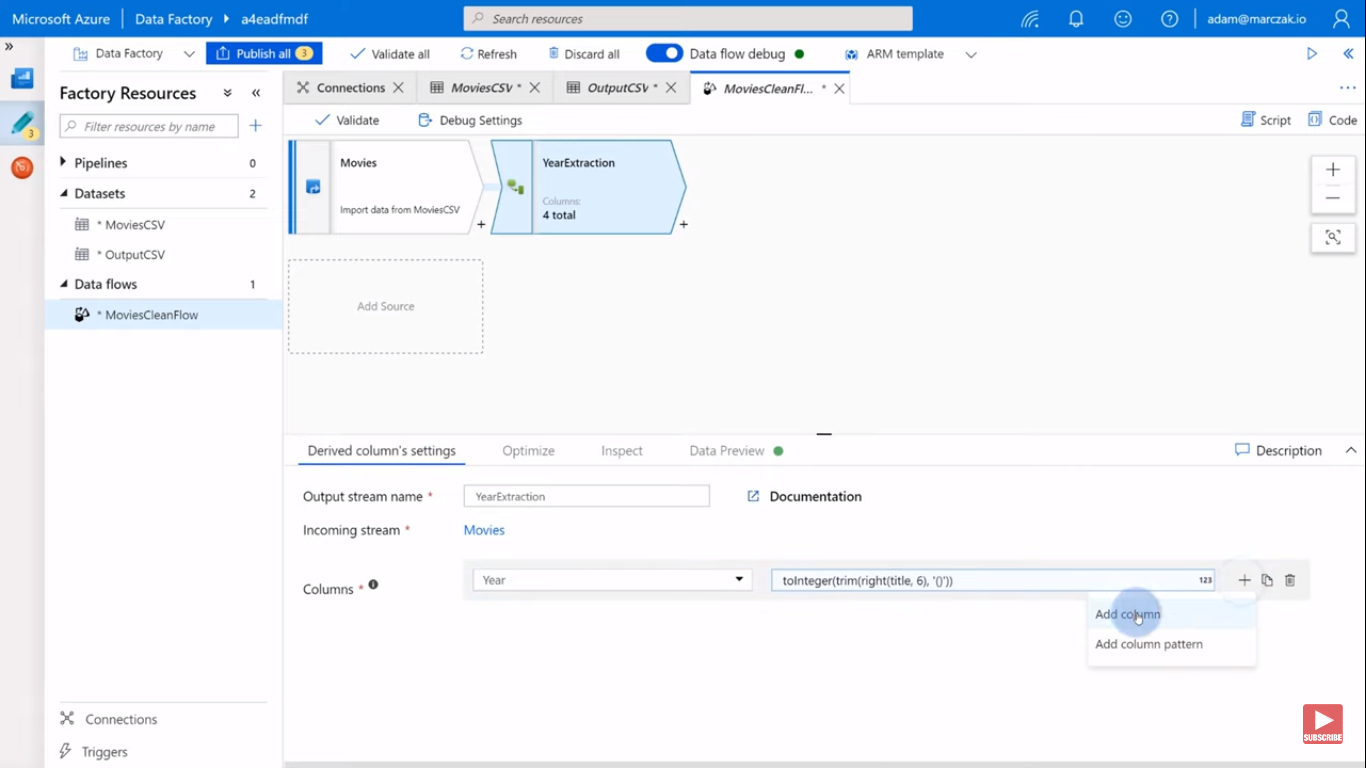 Microsoft Azure
Data Factory
a4eadfmdf
Search resources
adam@marczak.io
Data Factory
Publish all 3
Validate all
Refresh
Discard all
Data flow debug
ARM template
3
Factory Resources
Filter resources by name
Pipelines 0
Datasets 2
* MoviesCSV
* OutputCSV
Data flows 1
* MoviesCleanFlow
Connections
Triggers
Connections
MoviesCSV *
OutputCSV *
MoviesCleanFl... *
Validate
Debug Settings
Script
Code
Movies
Import data from MoviesCSV
+
YearExtraction
Columns:
4 total
+
Add Source
Derived column's settings
Optimize
Inspect
Data Preview
Description
Output stream name *
YearExtraction
Documentation
Incoming stream *
Movies
Columns *
Year
toInteger(trim(right(title, 6), '()'))
123
Add column
Add column pattern
SUBSCRIBE